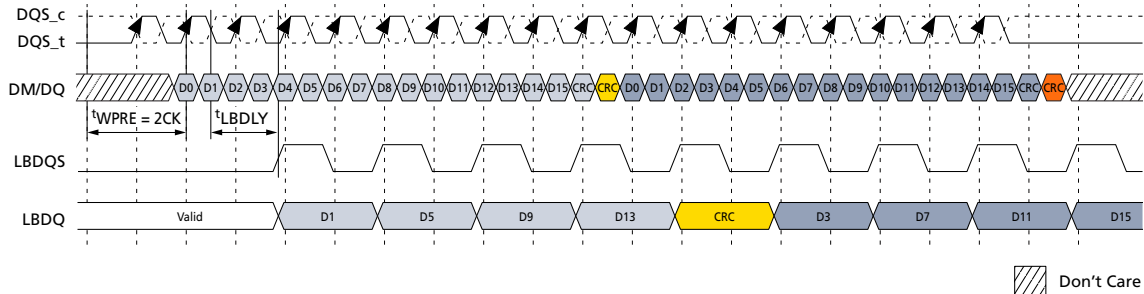 DQS_c
DQS_t
DM/DQ D0 D1 D2 D3 D4 D5 D6 D7 D8 D9 D10 D11 D12 D13 D14 D15 CRC CRC D0 D1 D2 D3 D4 D5 D6 D7 D8 D9 D10 D11 D12 D13 D14 D15 CRC CRC
tWPRE = 2CK tLBDLY
LBDQS
LBDQ Valid D1 D5 D9 D13 CRC D3 D7 D11 D15
Don't Care